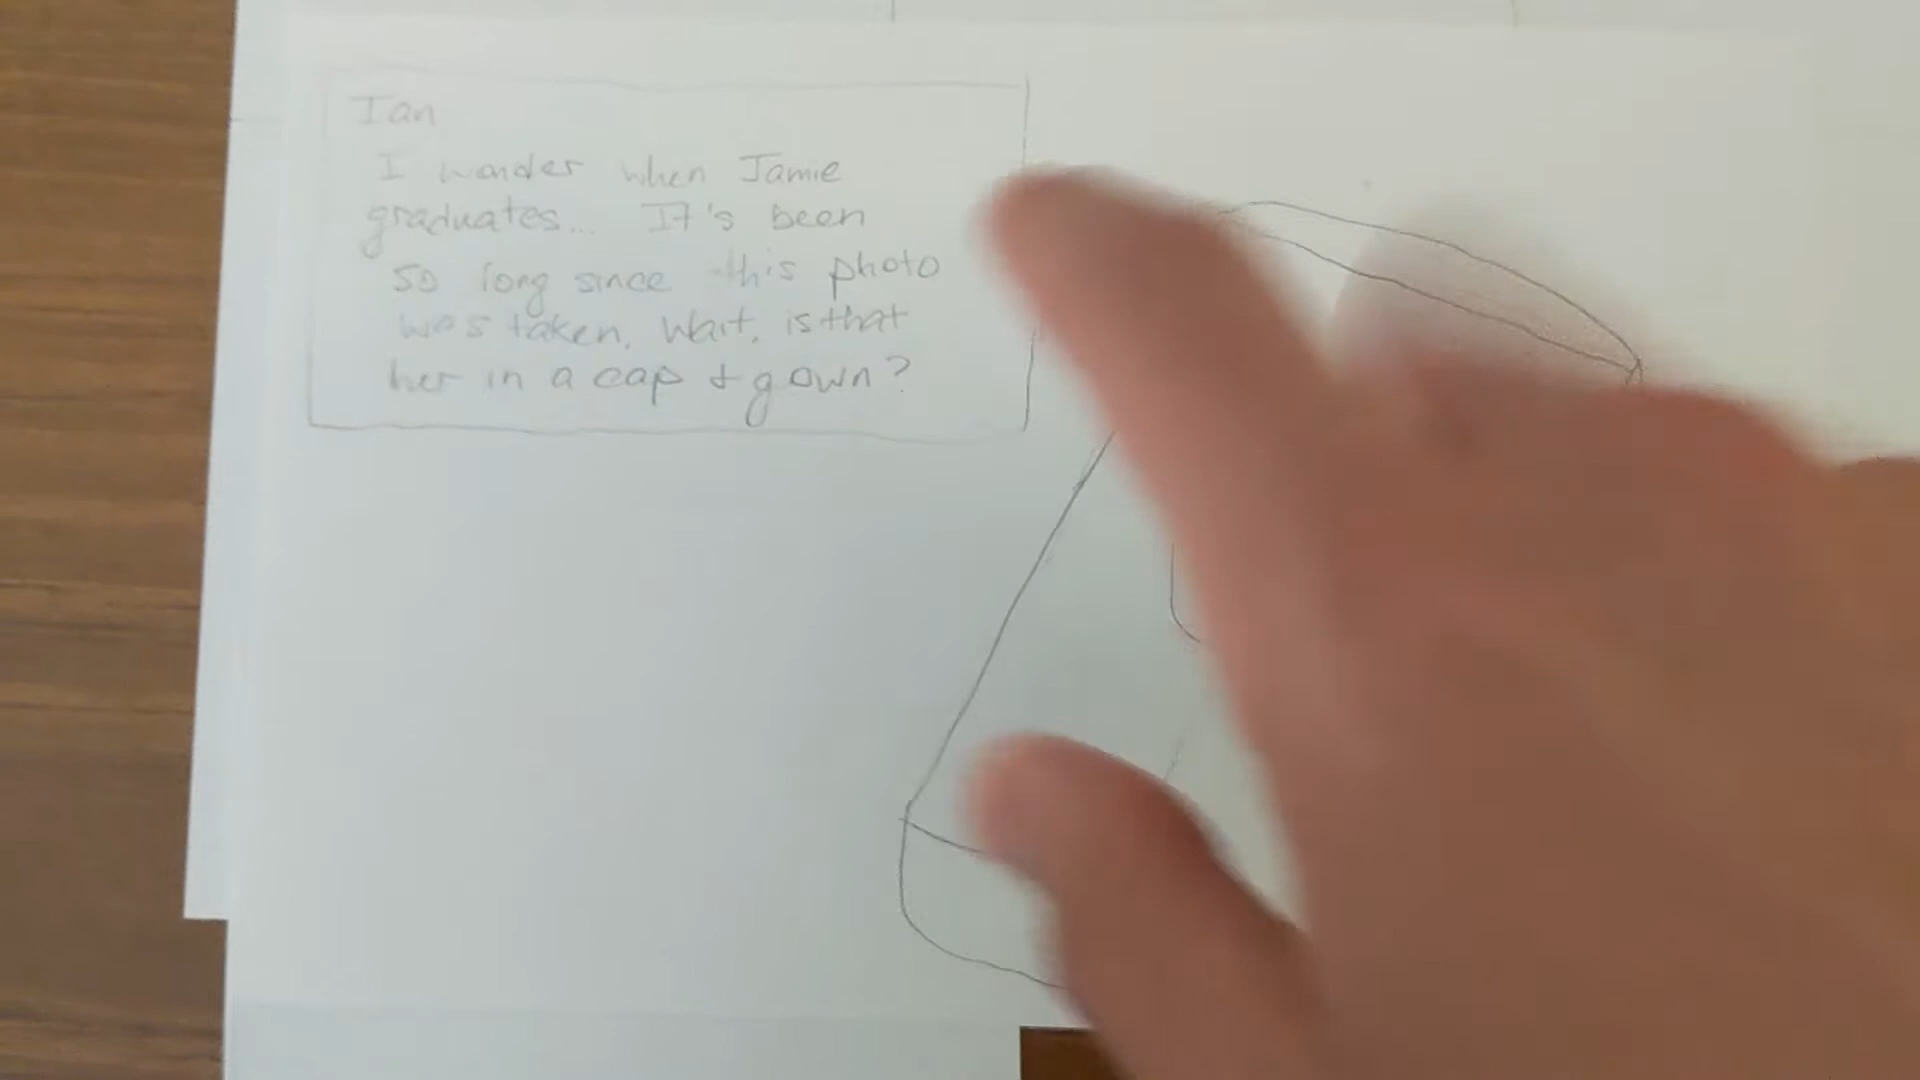 Ian
I wonder when Jamie
graduates... It's been
so long since this photo
was taken. Wait, is that
her in a cap & gown?